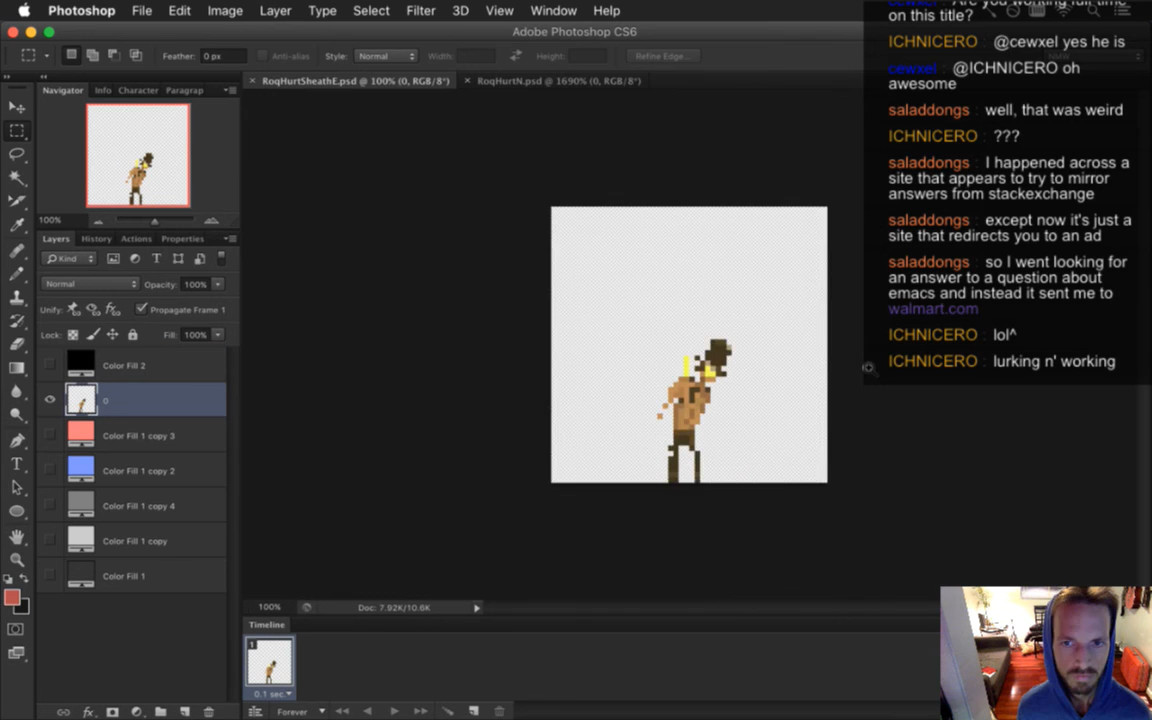 Photoshop File Edit Image Layer Type Select Filter 3D View Window Help
Adobe Photoshop CS6
Feather: 0 px Anti-alias Style: Normal Width: Height: Refine Edge...
× RoqHurtSheathE.psd @ 100% (0, RGB/8*) × RoqHurtN.psd @ 1690% (0, RGB/8*)
Navigator Info Character Paragrap
100%
Layers History Actions Properties
Kind
Normal Opacity: 100%
Unify: Propagate Frame 1
Lock: Fill: 100%
Color Fill 2
0
Color Fill 1 copy 3
Color Fill 1 copy 2
Color Fill 1 copy 4
Color Fill 1 copy
Color Fill 1
100% Doc: 7.92K/10.6K
Timeline
1
0.1 sec.
Forever
on this title?
ICHNICERO : @cewxel yes he is
cewxel : @ICHNICERO oh
awesome
saladdongs : well, that was weird
ICHNICERO : ???
saladdongs : I happened across a
site that appears to try to mirror
answers from stackexchange
saladdongs : except now it's just a
site that redirects you to an ad
saladdongs : so I went looking for
an answer to a question about
emacs and instead it sent me to
walmart.com
ICHNICERO : lol^
ICHNICERO : lurking n' working